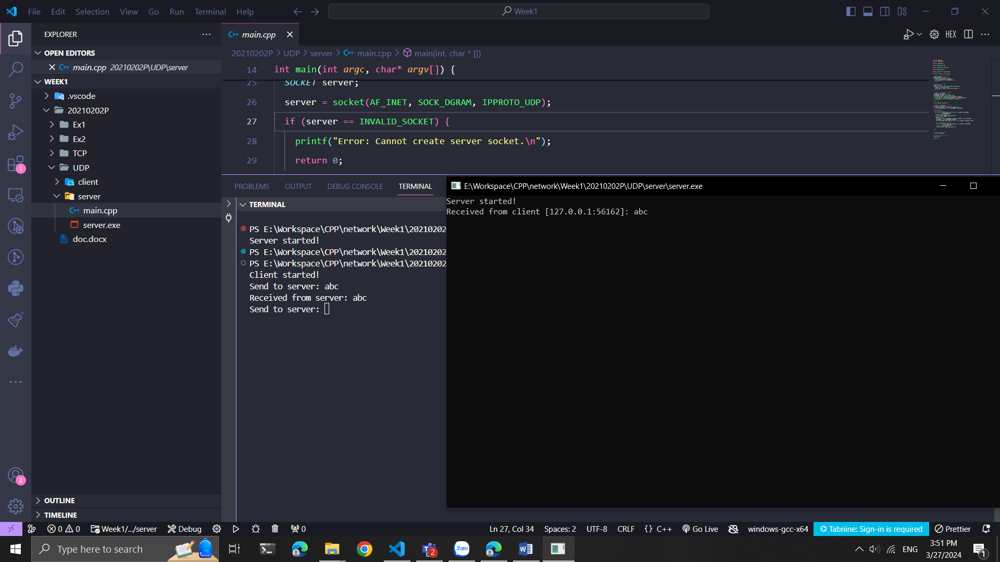 File Edit Selection View Go Run Terminal Help
Week1
EXPLORER
OPEN EDITORS
main.cpp 20210202P\UDP\server
WEEK1
.vscode
20210202P
Ex1
Ex2
TCP
UDP
client
server
main.cpp
server.exe
doc.docx
OUTLINE
TIMELINE
1
2
main.cpp
HEX
20210202P > UDP > server > main.cpp > main(int, char * [])
14 int main(int argc, char* argv[]) {
25 SOCKET server;
26 server = socket(AF_INET, SOCK_DGRAM, IPPROTO_UDP);
27 if (server == INVALID_SOCKET) {
28 printf("Error: Cannot create server socket.\n");
29 return 0;
PROBLEMS OUTPUT DEBUG CONSOLE TERMINAL
TERMINAL
PS E:\Workspace\CPP\network\Week1\20210202
Server started!
PS E:\Workspace\CPP\network\Week1\20210202
PS E:\Workspace\CPP\network\Week1\20210202
Client started!
Send to server: abc
Received from server: abc
Send to server:
E:\Workspace\CPP\network\Week1\20210202P\UDP\server\server.exe
Server started!
Received from client [127.0.0.1:56162]: abc
0 0 Week1/.../server Debug 0 Ln 27, Col 34 Spaces: 2 UTF-8 CRLF {} C++ Go Live windows-gcc-x64 Tabnine: Sign-in is required Prettier
Type here to search
2
Zalo
ENG
3:51 PM
3/27/2024
1